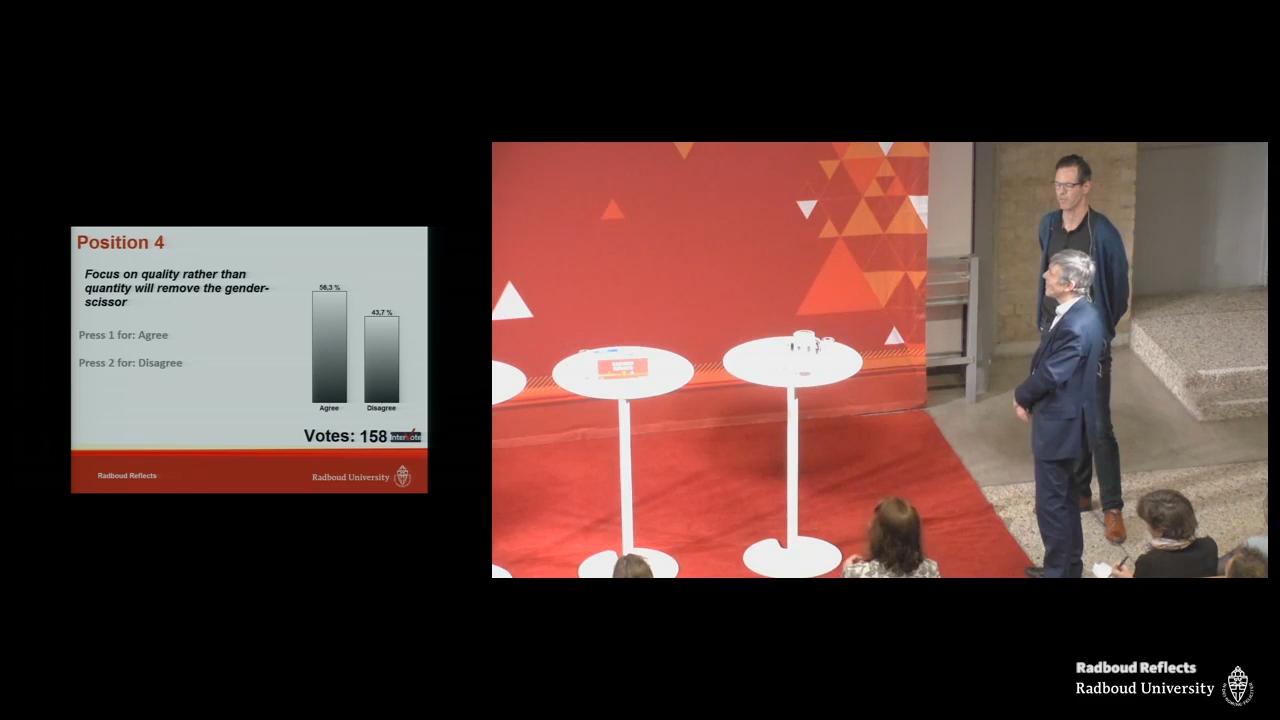 Position 4
Focus on quality rather than
quantity will remove the gender-
scissor
Press 1 for: Agree
Press 2 for: Disagree
56,3 %
43,7 %
Agree
Disagree
Votes: 158
InterVote
Radboud Reflects
Radboud University
Radboud Reflects
Radboud University